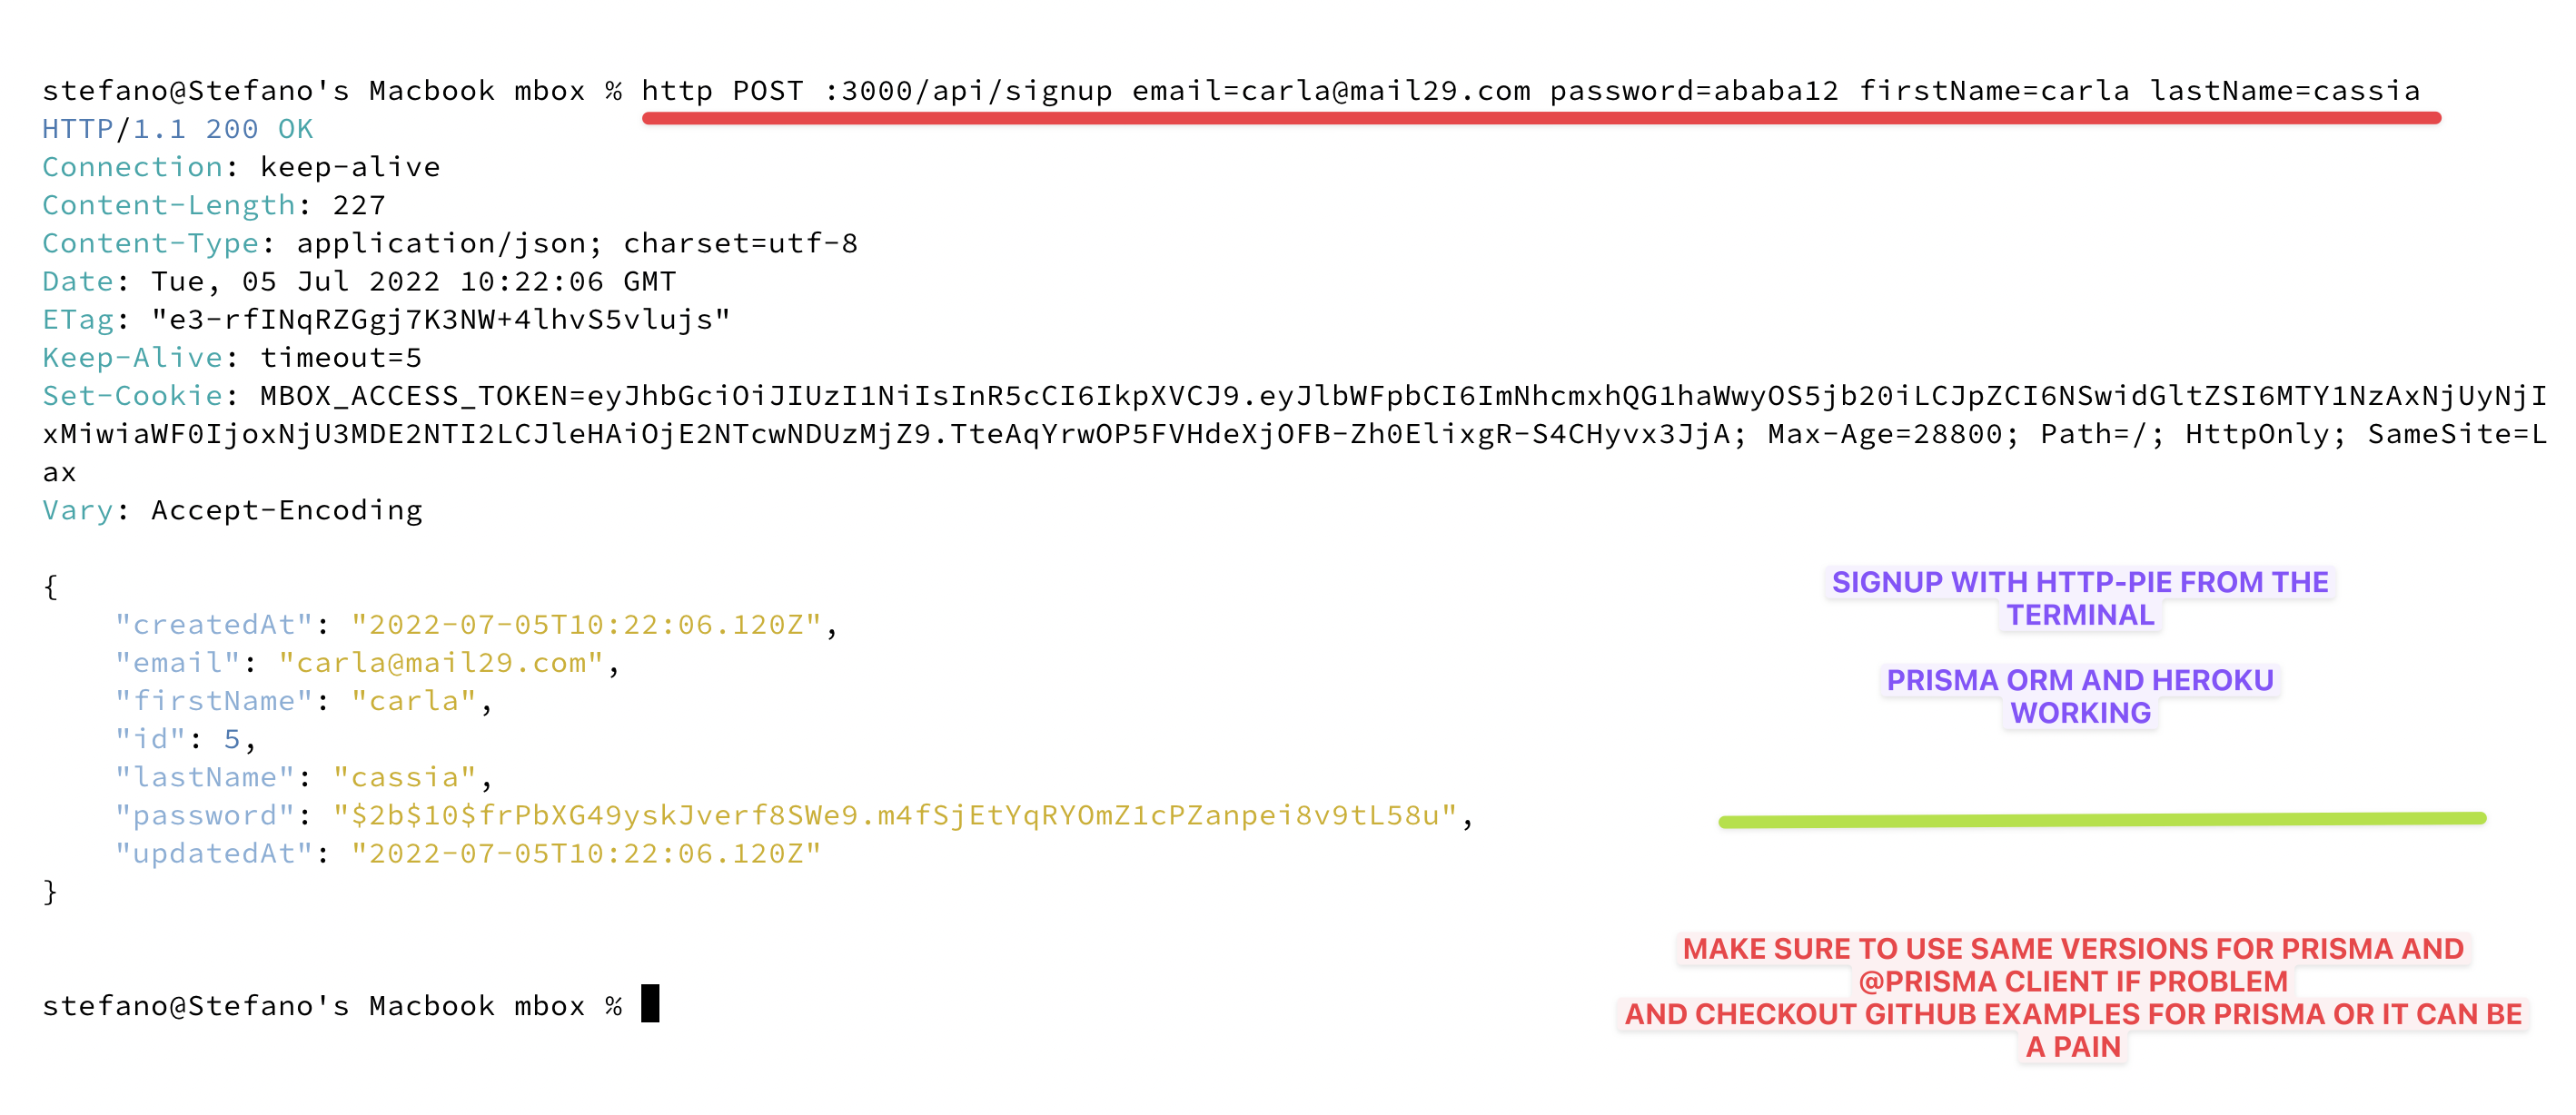 stefano@Stefano's Macbook mbox % http POST :3000/api/signup email=carla@mail29.com password=ababa12 firstName=carla lastName=cassia
HTTP/1.1 200 OK
Connection: keep-alive
Content-Length: 227
Content-Type: application/json; charset=utf-8
Date: Tue, 05 Jul 2022 10:22:06 GMT
ETag: "e3-rfINqRZGgj7K3NW+4lhvS5vlujs"
Keep-Alive: timeout=5
Set-Cookie: MBOX_ACCESS_TOKEN=eyJhbGciOiJIUzI1NiIsInR5cCI6IkpXVCJ9.eyJlbWFpbCI6ImNhcmxhQG1haWwyOS5jb20iLCJpZCI6NSwidGltZSI6MTY1NzAxNjUyNjI
xMiwiaWF0IjoxNjU3MDE2NTI2LCJleHAiOjE2NTcwNDUzMjZ9.TteAqYrwOP5FVHdeXjOFB-Zh0ElixgR-S4CHyvx3JjA; Max-Age=28800; Path=/; HttpOnly; SameSite=L
ax
Vary: Accept-Encoding
{
"createdAt": "2022-07-05T10:22:06.120Z",
"email": "carla@mail29.com",
"firstName": "carla",
"id": 5,
"lastName": "cassia",
"password": "$2b$10$frPbXG49yskJverf8SWe9.m4fSjEtYqRYOmZ1cPZanpei8v9tL58u",
"updatedAt": "2022-07-05T10:22:06.120Z"
}
stefano@Stefano's Macbook mbox %
SIGNUP WITH HTTP-PIE FROM THE
TERMINAL
PRISMA ORM AND HEROKU
WORKING
MAKE SURE TO USE SAME VERSIONS FOR PRISMA AND
@PRISMA CLIENT IF PROBLEM
AND CHECKOUT GITHUB EXAMPLES FOR PRISMA OR IT CAN BE
A PAIN